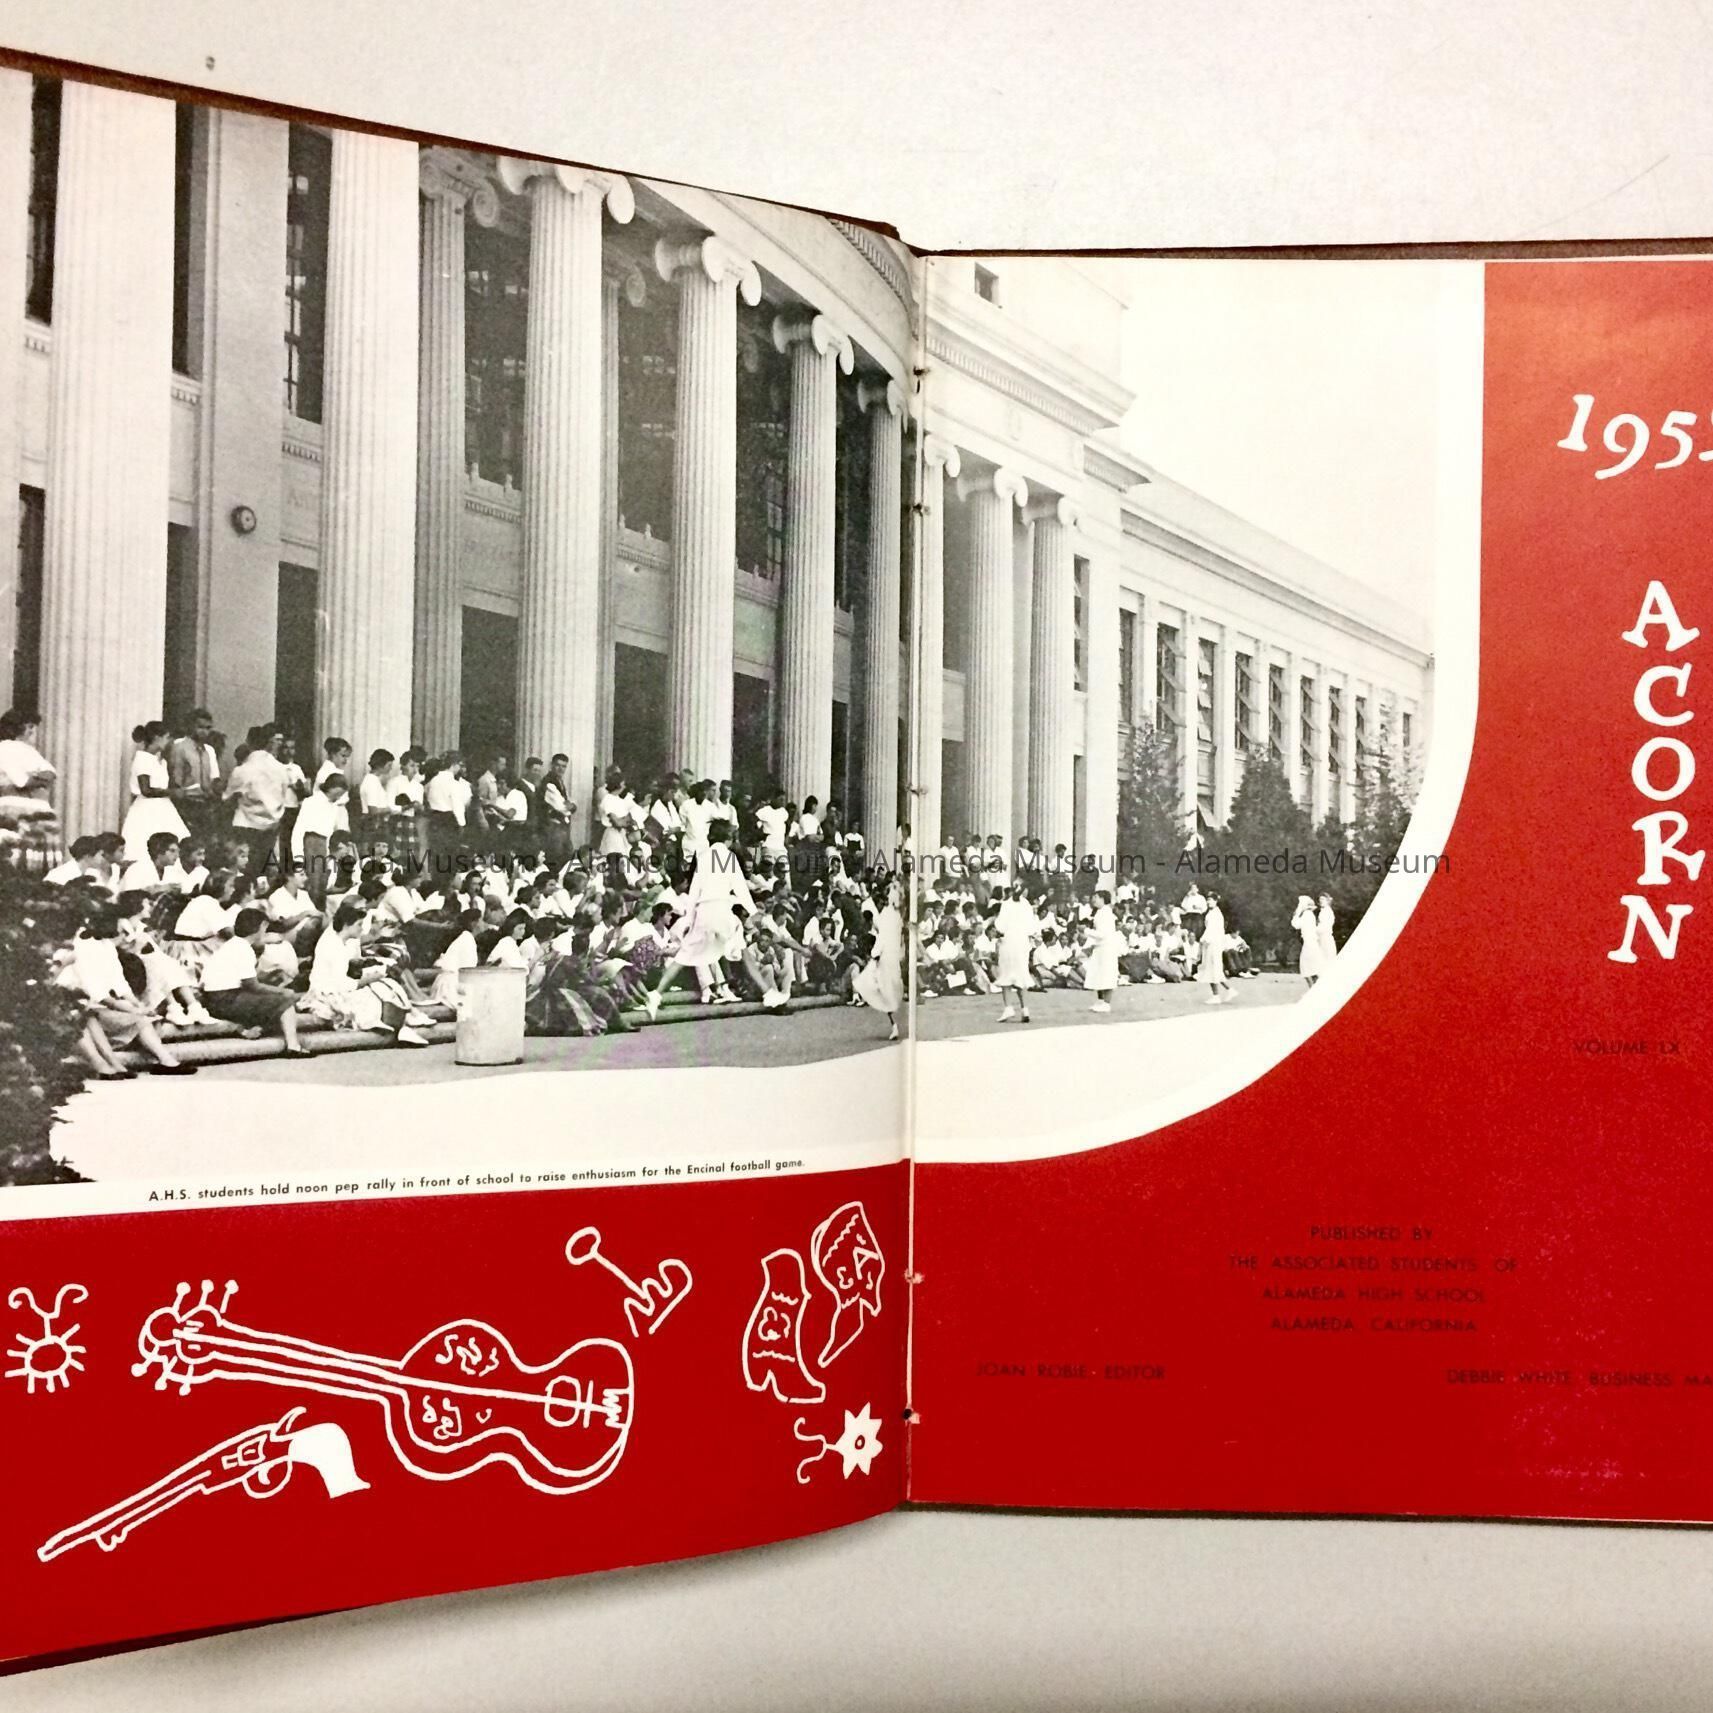 A.H.S. students hold noon pep rally in front of school to raise enthusiasm for the Encinal football game.
195
ACORN
VOLUME LX
PUBLISHED BY
THE ASSOCIATED STUDENTS OF
ALAMEDA HIGH SCHOOL
ALAMEDA, CALIFORNIA
JOAN ROBIE - EDITOR
DEBBIE WHITE BUSINESS MA
Alameda Museum - Alameda Museum - Alameda Museum - Alameda Museum